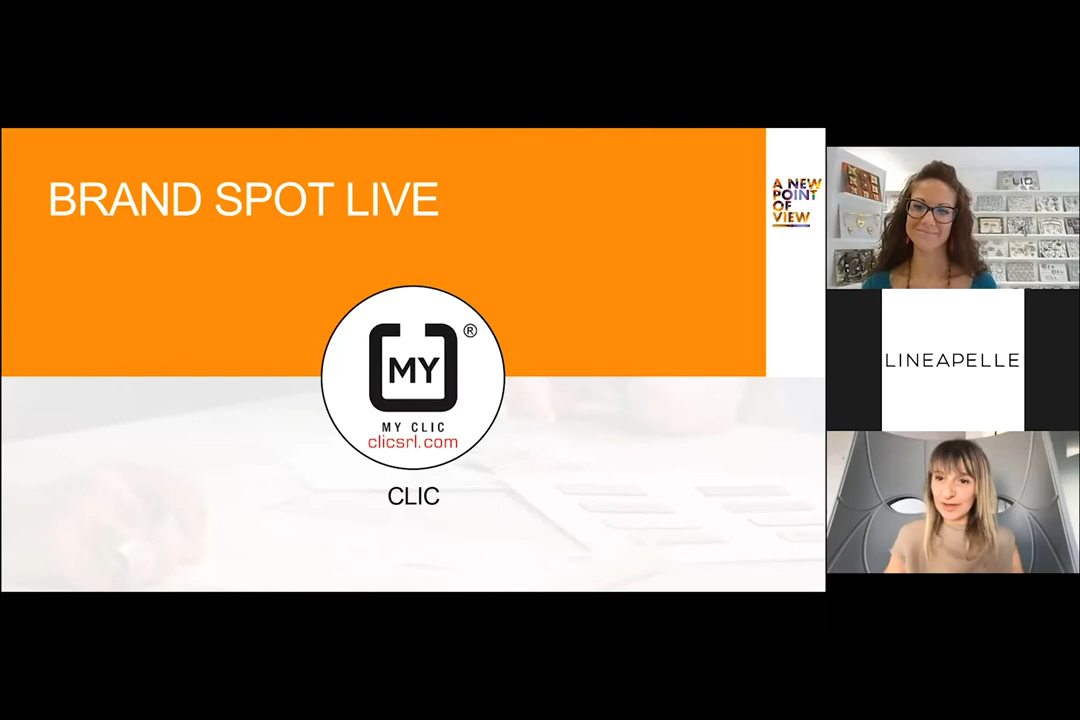 BRAND SPOT LIVE
A NEW
POINT
OF
VIEW
MY
®
MY CLIC
clicsrl.com
CLIC
LINEAPELLE